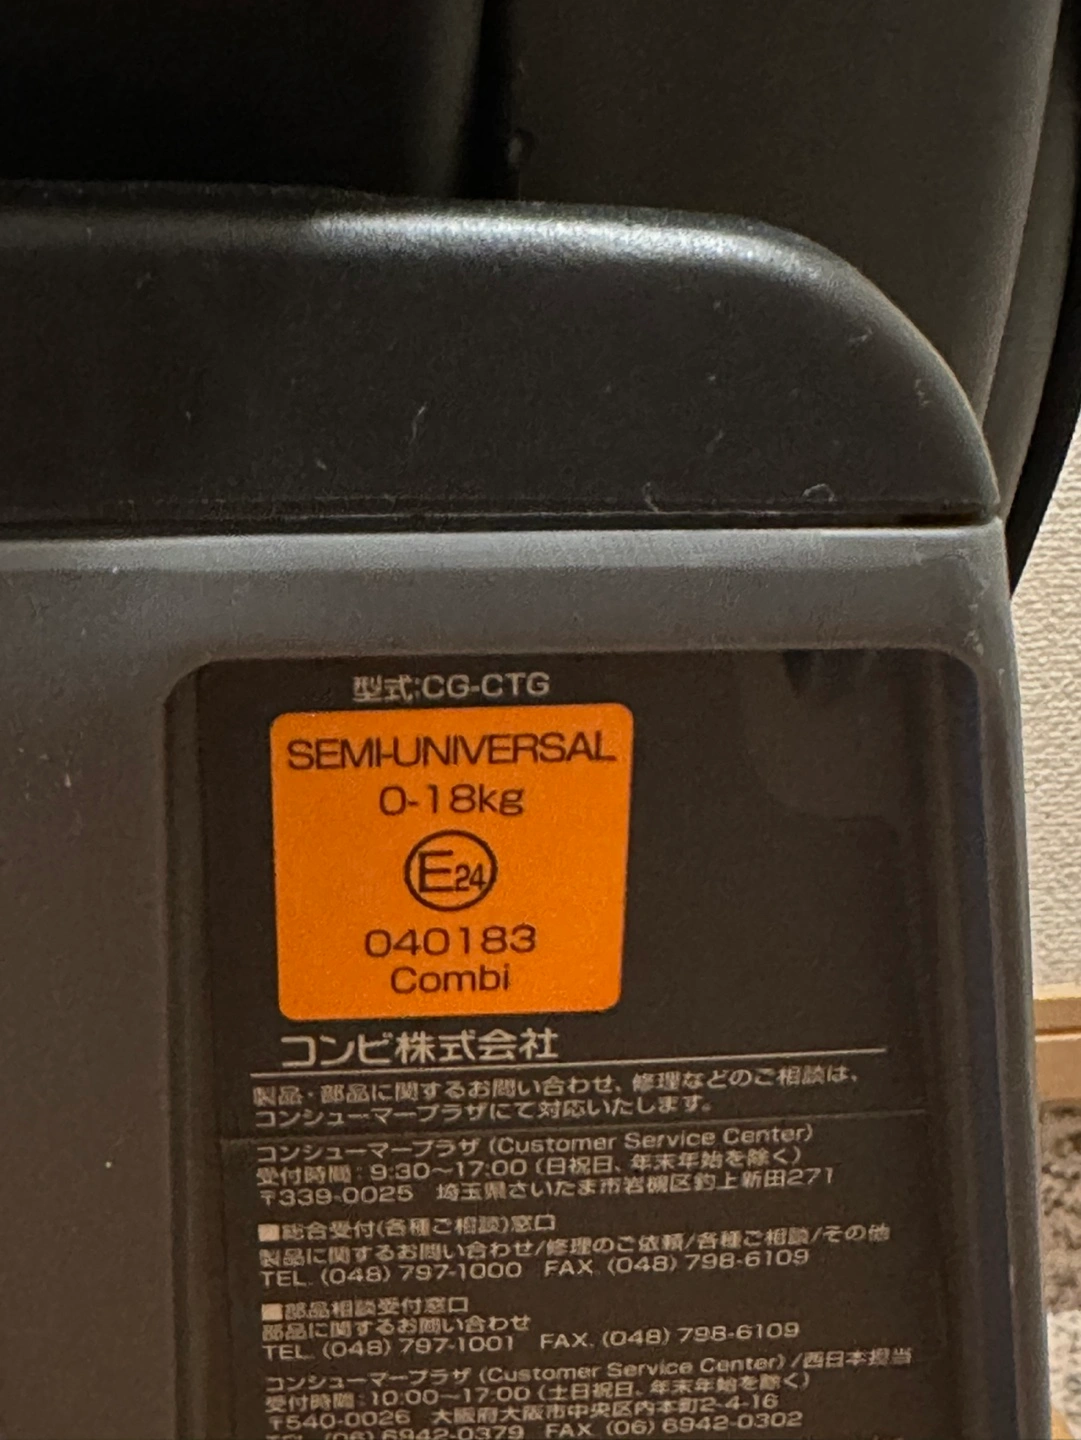 型式:CG-CTG
SEMI-UNIVERSAL
0-18kg
E24
040183
Combi
コンビ株式会社
製品・部品に関するお問い合わせ、修理などのご相談は、
コンシューマープラザにて対応いたします。
コンシューマープラザ (Customer Service Center)
受付時間:9:30〜17:00 (日祝日、年末年始を除く)
〒339-0025 埼玉県さいたま市岩槻区釣上新田271
■総合受付(各種ご相談)窓口
製品に関するお問い合わせ/修理のご依頼/各種ご相談/その他
TEL. (048) 797-1000 FAX. (048) 798-6109
■部品相談受付窓口
部品に関するお問い合わせ
TEL. (048) 797-1001 FAX. (048) 798-6109
コンシューマープラザ (Customer Service Center) /西日本担当
受付時間:10:00〜17:00 (土日祝日、年末年始を除く)
〒540-0026 大阪府大阪市中央区内本町2-4-16
TEL. (06) 6942-0379 FAX. (06) 6942-0302